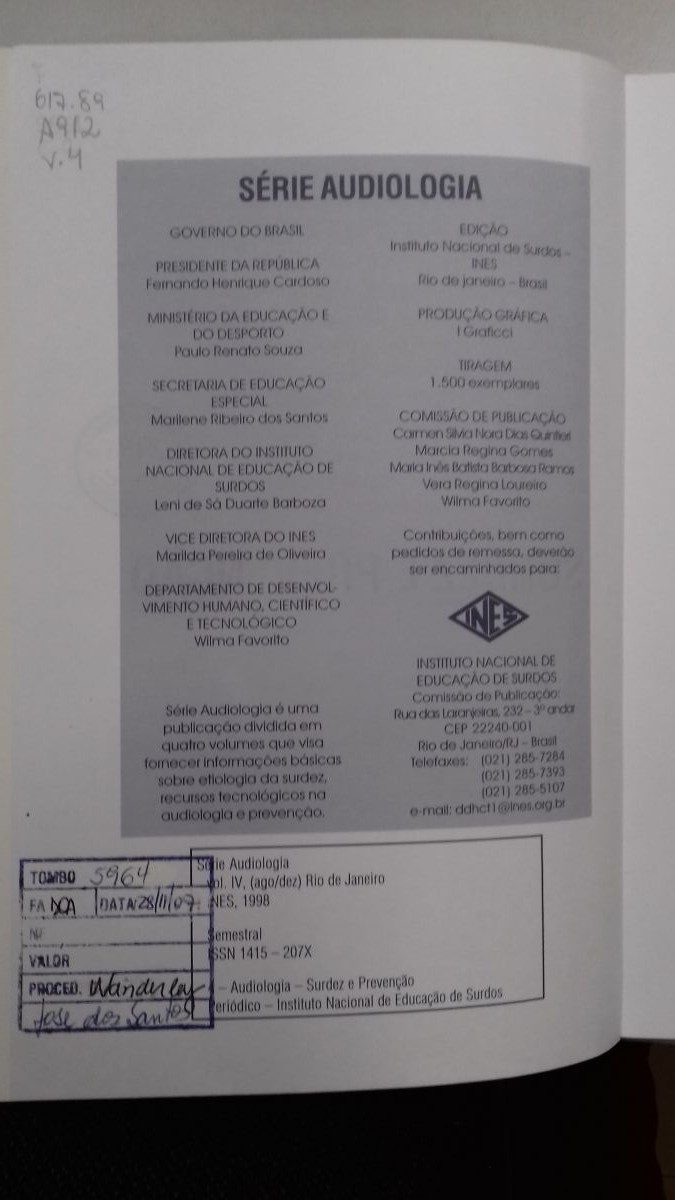 617.89
A912
v.4
SÉRIE AUDIOLOGIA
GOVERNO DO BRASIL
PRESIDENTE DA REPÚBLICA
Fernando Henrique Cardoso
MINISTÉRIO DA EDUCAÇÃO E
DO DESPORTO
Paulo Renato Souza
SECRETARIA DE EDUCAÇÃO
ESPECIAL
Marilene Ribeiro dos Santos
DIRETORA DO INSTITUTO
NACIONAL DE EDUCAÇÃO DE
SURDOS
Leni de Sá Duarte Barboza
VICE DIRETORA DO INES
Marilda Pereira de Oliveira
DEPARTAMENTO DE DESENVOL-
VIMENTO HUMANO, CIENTÍFICO
E TECNOLÓGICO
Wilma Favorito
Série Audiologia é uma
publicação dividida em
quatro volumes que visa
fornecer informações básicas
sobre etiologia da surdez,
recursos tecnológicos na
audiologia e prevenção.
EDIÇÃO
Instituto Nacional de Surdos –
INES
Rio de janeiro – Brasil
PRODUÇÃO GRÁFICA
I Graficci
TIRAGEM
1.500 exemplares
COMISSÃO DE PUBLICAÇÃO
Carmen Silvia Nora Dias
Marcia Regina Gomes
Maria Inês Batista Barbosa Ramos
Vera Regina Loureiro
Wilma Favorito
Contribuições, bem como
pedidos de remessa, deverão
ser encaminhados para:
INES
INSTITUTO NACIONAL DE
EDUCAÇÃO DE SURDOS
Comissão de Publicação:
Rua das Laranjeiras, 232 – 3º andar
CEP 22240-001
Rio de Janeiro/RJ – Brasil
Telefaxes: (021) 285-7284
(021) 285-7393
(021) 285-5107
e-mail: ddhct1@ines.org.br
Série Audiologia
Vol. IV, (ago/dez) Rio de Janeiro
INES, 1998
Semestral
ISSN 1415 – 207X
– Audiologia – Surdez e Prevenção
Periódico – Instituto Nacional de Educação de Surdos
TOMBO 5964
DATA 28/11/07
VALOR
PROCED. Wanderley
Jose dos Santos